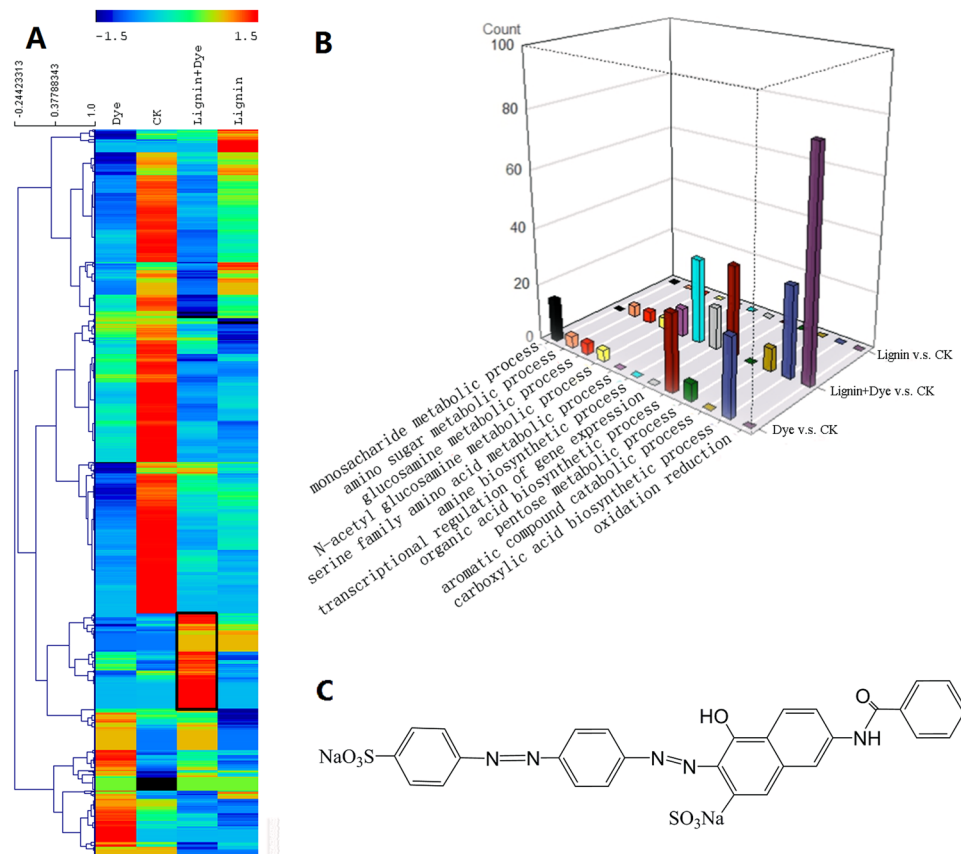 A
-1.5
1.5
-0.24423313
0.37788343
1.0
Dye
CK
Lignin+Dye
Lignin
B
Count
100
80
60
40
20
0
monosacharide metabolic process
amino sugar metabolic process
glucosamine metabolic process
N-acetyl glucosamine metabolic process
serine family amino acid metabolic process
amine biosynthetic process
transcriptional regulation of gene expression
organic acid biosynthetic process
pentose metabolic process
aromatic compound catabolic process
carboxylic acid biosynthetic process
oxidation reduction
Lignin v.s. CK
Lignin+Dye v.s. CK
Dye v.s. CK
C
NaO3S
N=N
N=N
HO
SO3Na
O
NH